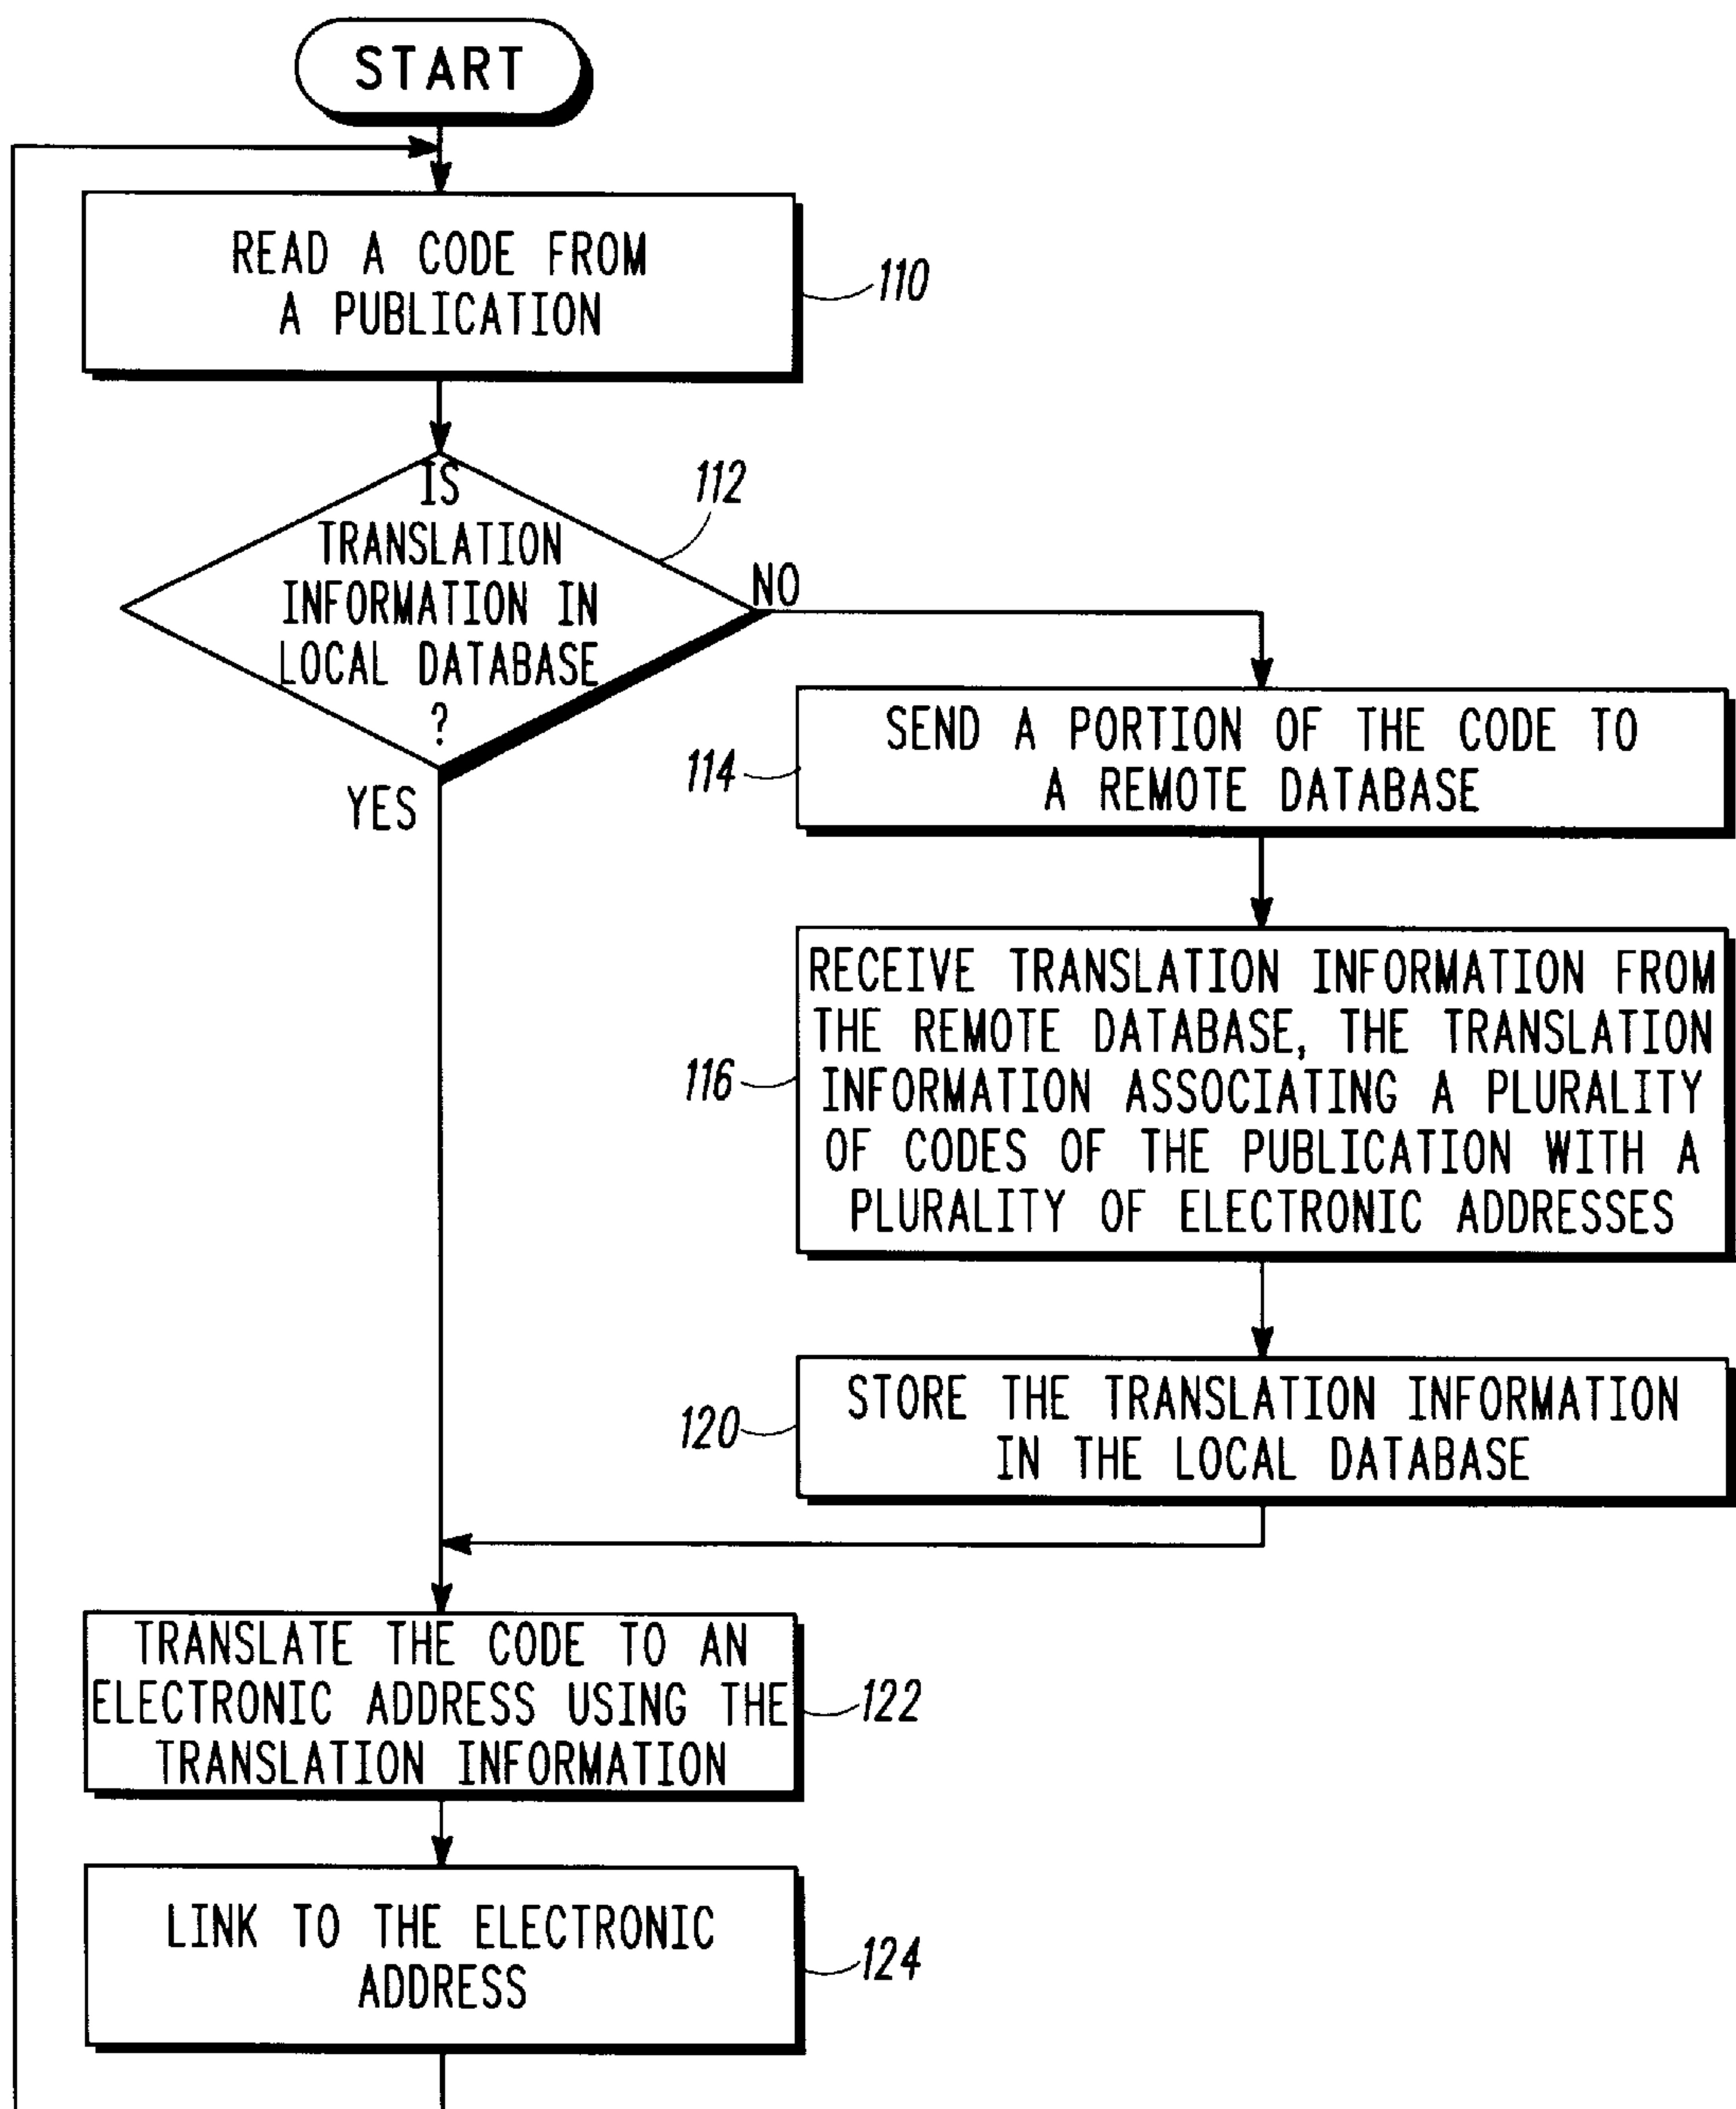 START
READ A CODE FROM
A PUBLICATION
110
IS
TRANSLATION
INFORMATION IN
LOCAL DATABASE
?
112
NO
YES
SEND A PORTION OF THE CODE TO
A REMOTE DATABASE
114
RECEIVE TRANSLATION INFORMATION FROM
THE REMOTE DATABASE, THE TRANSLATION
INFORMATION ASSOCIATING A PLURALITY
OF CODES OF THE PUBLICATION WITH A
PLURALITY OF ELECTRONIC ADDRESSES
116
STORE THE TRANSLATION INFORMATION
IN THE LOCAL DATABASE
120
TRANSLATE THE CODE TO AN
ELECTRONIC ADDRESS USING THE
TRANSLATION INFORMATION
122
LINK TO THE ELECTRONIC
ADDRESS
124